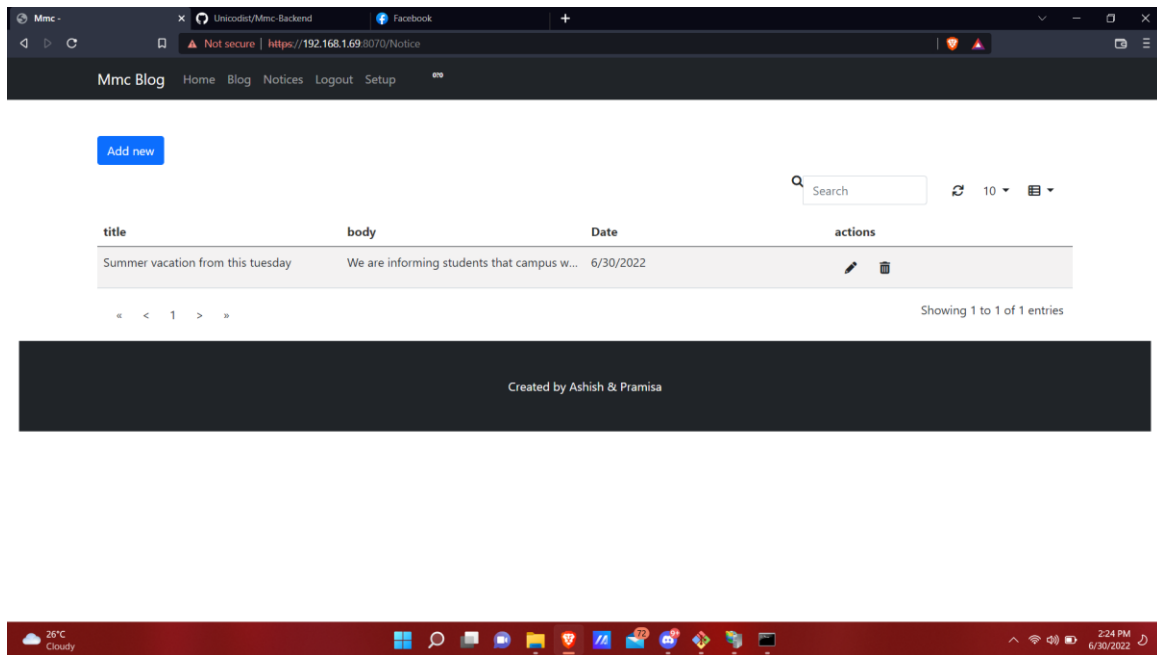 Mmc -
Unicodist/Mmc-Backend
Facebook
Not secure | https://192.168.1.69:8070/Notice
Mmc Blog Home Blog Notices Logout Setup
Add new
Search
10
title body Date actions
Summer vacation from this tuesday We are informing students that campus w... 6/30/2022
« < 1 > »
Showing 1 to 1 of 1 entries
Created by Ashish & Pramisa
26°C
Cloudy
72
9+
2:24 PM
6/30/2022